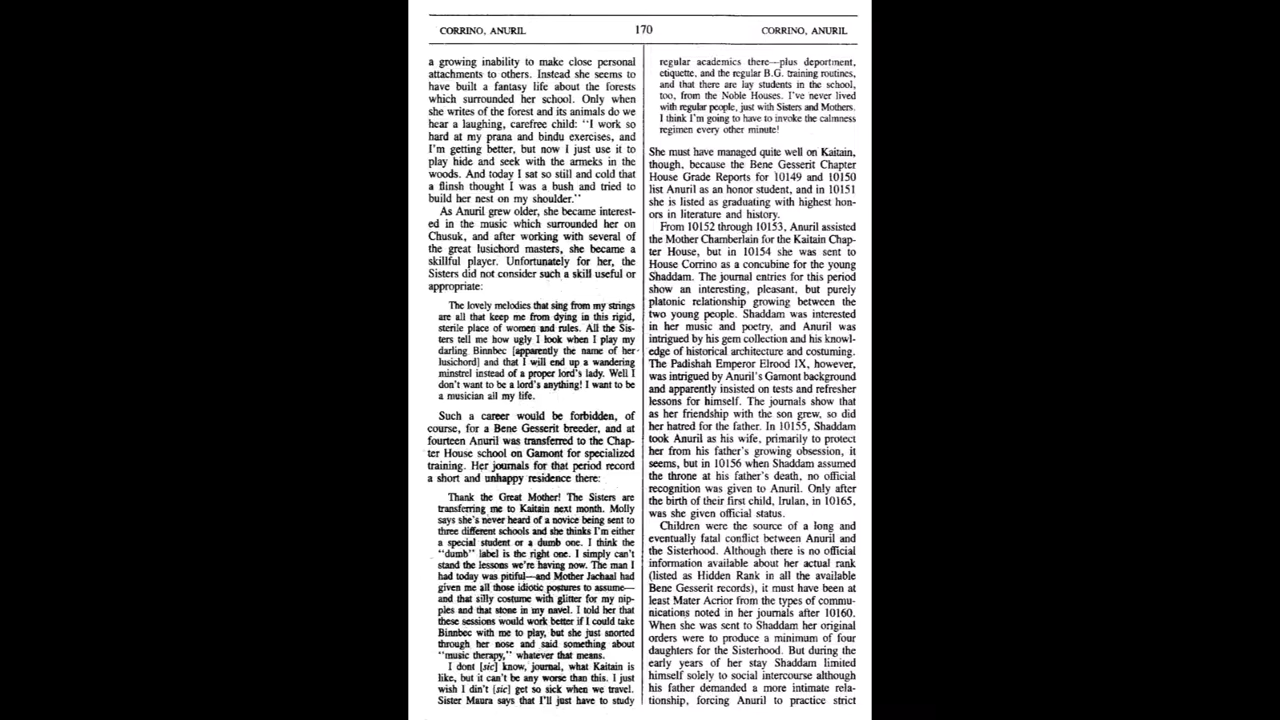 CORRINO, ANURIL
170
CORRINO, ANURIL
a growing inability to make close personal
attachments to others. Instead she seems to
have built a fantasy life about the forests
which surrounded her school. Only when
she writes of the forest and its animals do we
hear a laughing, carefree child: “I work so
hard at my prana and bindu exercises, and
I'm getting better, but now I just use it to
play hide and seek with the armeks in the
woods. And today I sat so still and cold that
a flinsh thought I was a bush and tried to
build her nest on my shoulder.”
As Anuril grew older, she became interest-
ed in the music which surrounded her on
Chusuk, and after working with several of
the great lusichord masters, she became a
skillful player. Unfortunately for her, the
Sisters did not consider such a skill useful or
appropriate:
The lovely melodies that sing from my strings
are all that keep me from dying in this rigid,
sterile place of women and rules. All the Sis-
ters tell me how ugly I look when I play my
darling Binnbec [apparently the name of her
lusichord] and that I will end up a wandering
minstrel instead of a proper lord's lady. Well I
don't want to be a lord's anything! I want to be
a musician all my life.
Such a career would be forbidden, of
course, for a Bene Gesserit breeder, and at
fourteen Anuril was transferred to the Chap-
ter House school on Gamont for specialized
training. Her journals for that period record
a short and unhappy residence there:
Thank the Great Mother! The Sisters are
transferring me to Kaitain next month. Molly
says she's never heard of a novice being sent to
three different schools and she thinks I'm either
a special student or a dumb one. I think the
“dumb” label is the right one. I simply can't
stand the lessons we're having now. The man I
had today was pitiful—and Mother Jachaal had
given me all those idiotic postures to assume—
and that silly costume with glitter for my nip-
ples and that stone in my navel. I told her that
these sessions would work better if I could take
Binnbec with me to play, but she just snorted
through her nose and said something about
“music therapy,” whatever that means.
I dont [sic] know, journal, what Kaitain is
like, but it can't be any worse than this. I just
wish I din't [sic] get so sick when we travel.
Sister Maura says that I'll just have to study
regular academics there—plus deportment,
etiquette, and the regular B.G. training routines,
and that there are lay students in the school,
too, from the Noble Houses. I've never lived
with regular people, just with Sisters and Mothers.
I think I'm going to have to invoke the calmness
regimen every other minute!
She must have managed quite well on Kaitain,
though, because the Bene Gesserit Chapter
House Grade Reports for 10149 and 10150
list Anuril as an honor student, and in 10151
she is listed as graduating with highest hon-
ors in literature and history.
From 10152 through 10153, Anuril assisted
the Mother Chamberlain for the Kaitain Chap-
ter House, but in 10154 she was sent to
House Corrino as a concubine for the young
Shaddam. The journal entries for this period
show an interesting, pleasant, but purely
platonic relationship growing between the
two young people. Shaddam was interested
in her music and poetry, and Anuril was
intrigued by his gem collection and his knowl-
edge of historical architecture and costuming.
The Padishah Emperor Elrood IX, however,
was intrigued by Anuril's Gamont background
and apparently insisted on tests and refresher
lessons for himself. The journals show that
as her friendship with the son grew, so did
her hatred for the father. In 10155, Shaddam
took Anuril as his wife, primarily to protect
her from his father's growing obsession, it
seems, but in 10156 when Shaddam assumed
the throne at his father's death, no official
recognition was given to Anuril. Only after
the birth of their first child, Irulan, in 10165,
was she given official status.
Children were the source of a long and
eventually fatal conflict between Anuril and
the Sisterhood. Although there is no official
information available about her actual rank
(listed as Hidden Rank in all the available
Bene Gesserit records), it must have been at
least Mater Acrior from the types of commu-
nications noted in her journals after 10160.
When she was sent to Shaddam her original
orders were to produce a minimum of four
daughters for the Sisterhood. But during the
early years of her stay Shaddam limited
himself solely to social intercourse although
his father demanded a more intimate rela-
tionship, forcing Anuril to practice strict